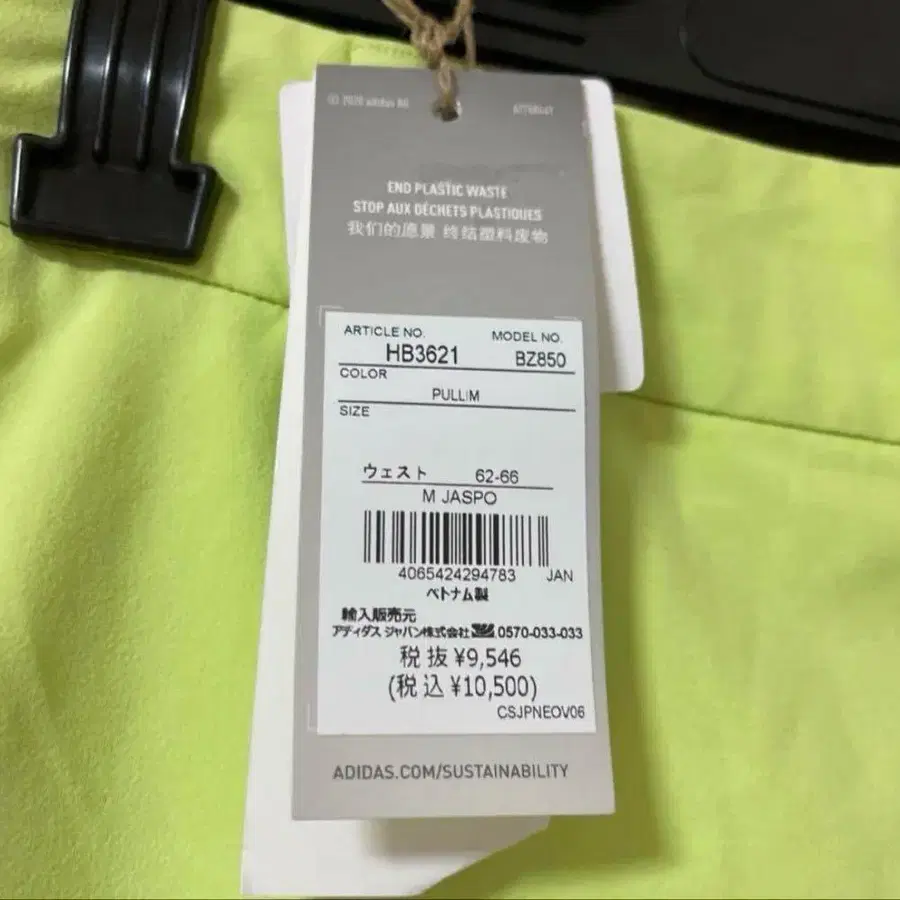 © 2020 adidas AG
END PLASTIC WASTE
STOP AUX DÉCHETS PLASTIQUES
我们的愿景 终结塑料废物
ARTICLE NO. MODEL NO.
HB3621 BZ850
COLOR
PULLIM
SIZE
ウェスト 62-66
M JASPO
4065424294783 JAN
ベトナム製
輸入販売元
アディダス ジャパン株式会社 0570-033-033
税抜 ¥9,546
(税込 ¥10,500)
CSJPNEOV06
ADIDAS.COM/SUSTAINABILITY